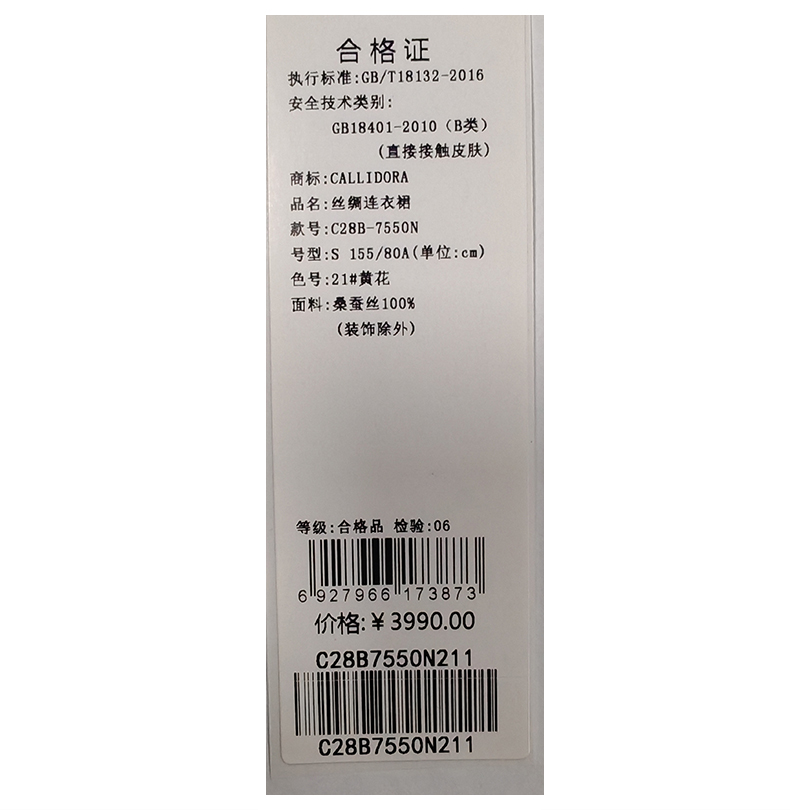 合格证
执行标准:GB/T18132-2016
安全技术类别:
GB18401-2010（B类）
(直接接触皮肤)
商标:CALLIDORA
品名:丝绸连衣裙
款号:C28B-7550N
号型:S 155/80A(单位:cm)
色号:21#黄花
面料:桑蚕丝100%
(装饰除外)
等级:合格品 检验:06
6 927966 173873
价格:￥3990.00
C28B7550N211
C28B7550N211